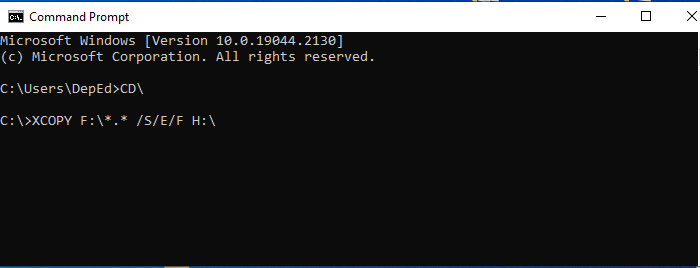 Command Prompt
Microsoft Windows [Version 10.0.19044.2130]
(c) Microsoft Corporation. All rights reserved.
C:\Users\DepEd>CD\
C:\>XCOPY F:\*.* /S/E/F H:\